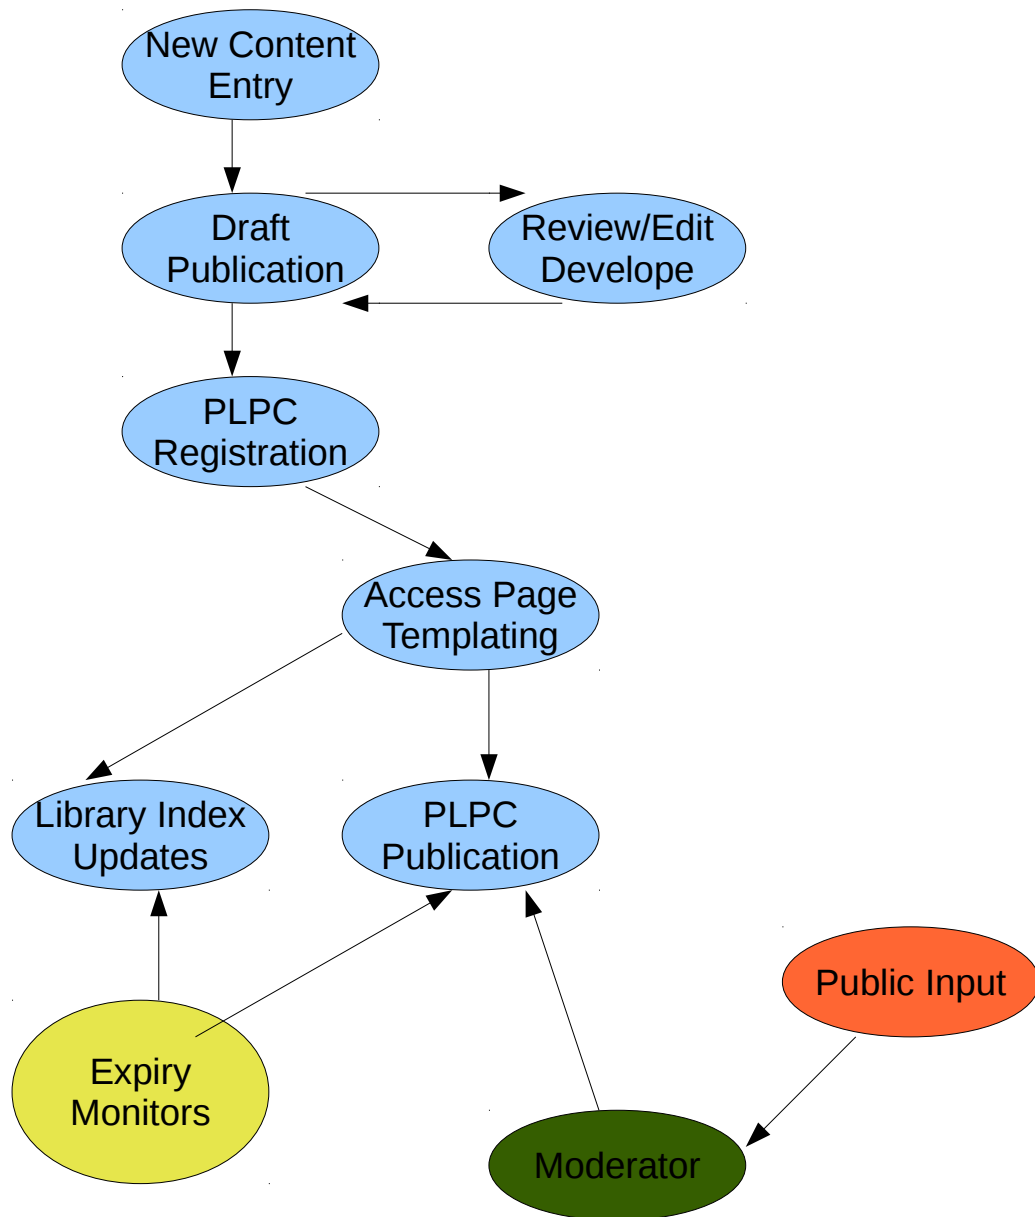 New Content
Entry
Draft
Publication
Review/Edit
Develope
PLPC
Registration
Access Page
Templating
Library Index
Updates
PLPC
Publication
Public Input
Expiry
Monitors
Moderator